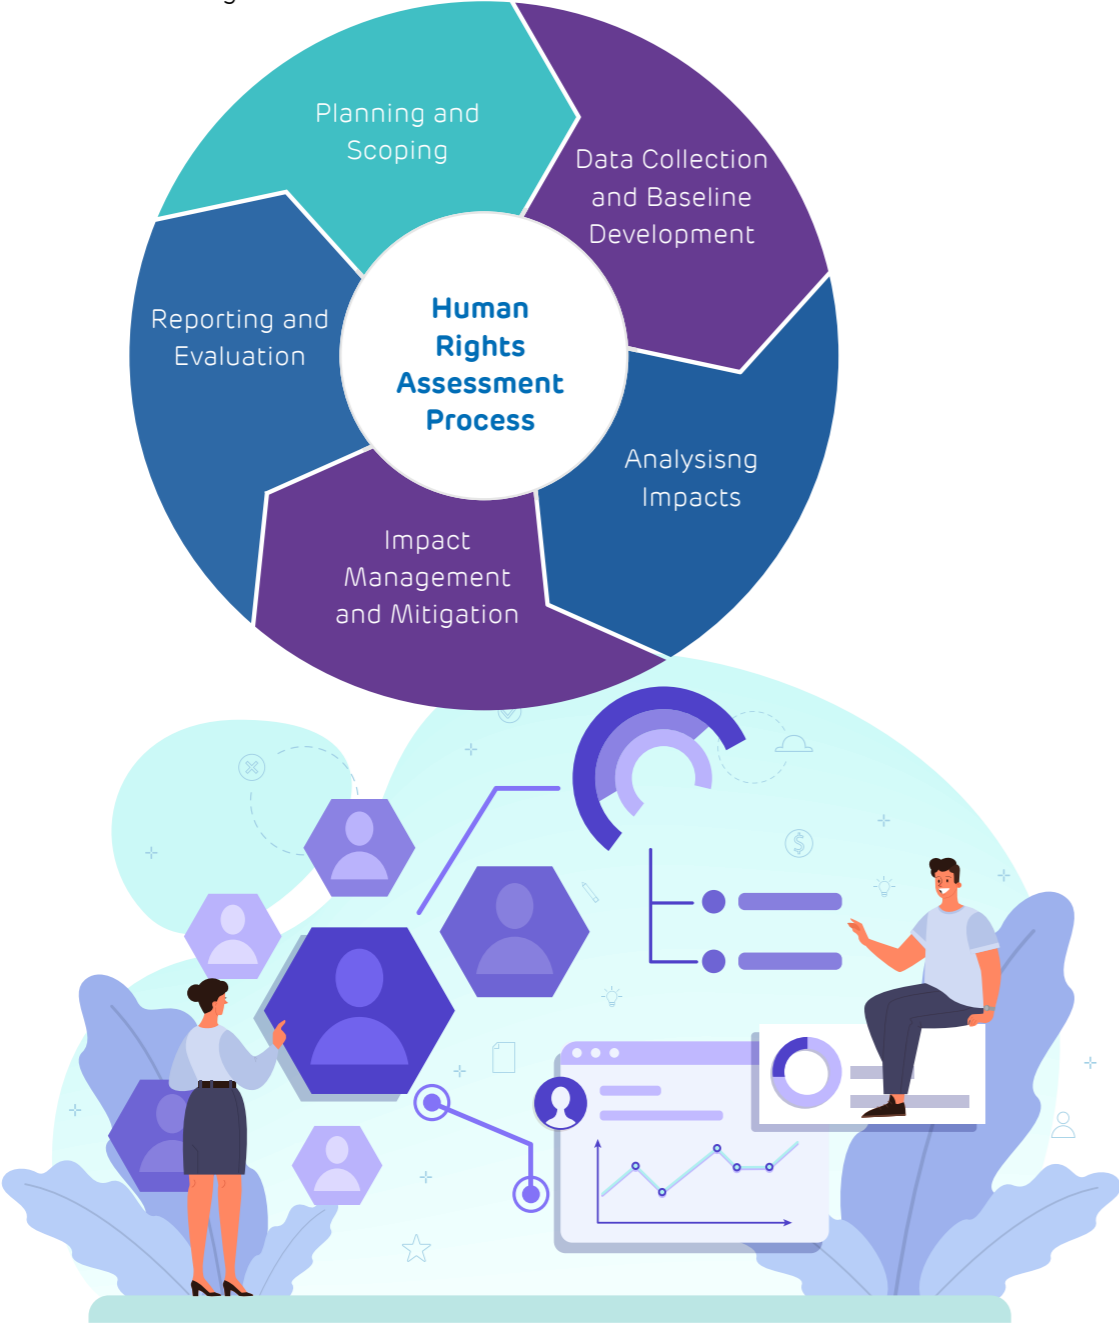 Planning and
Scoping
Data Collection
and Baseline
Development
Reporting and
Evaluation
Human
Rights
Assessment
Process
Analysisng
Impacts
Impact
Management
and Mitigation
$